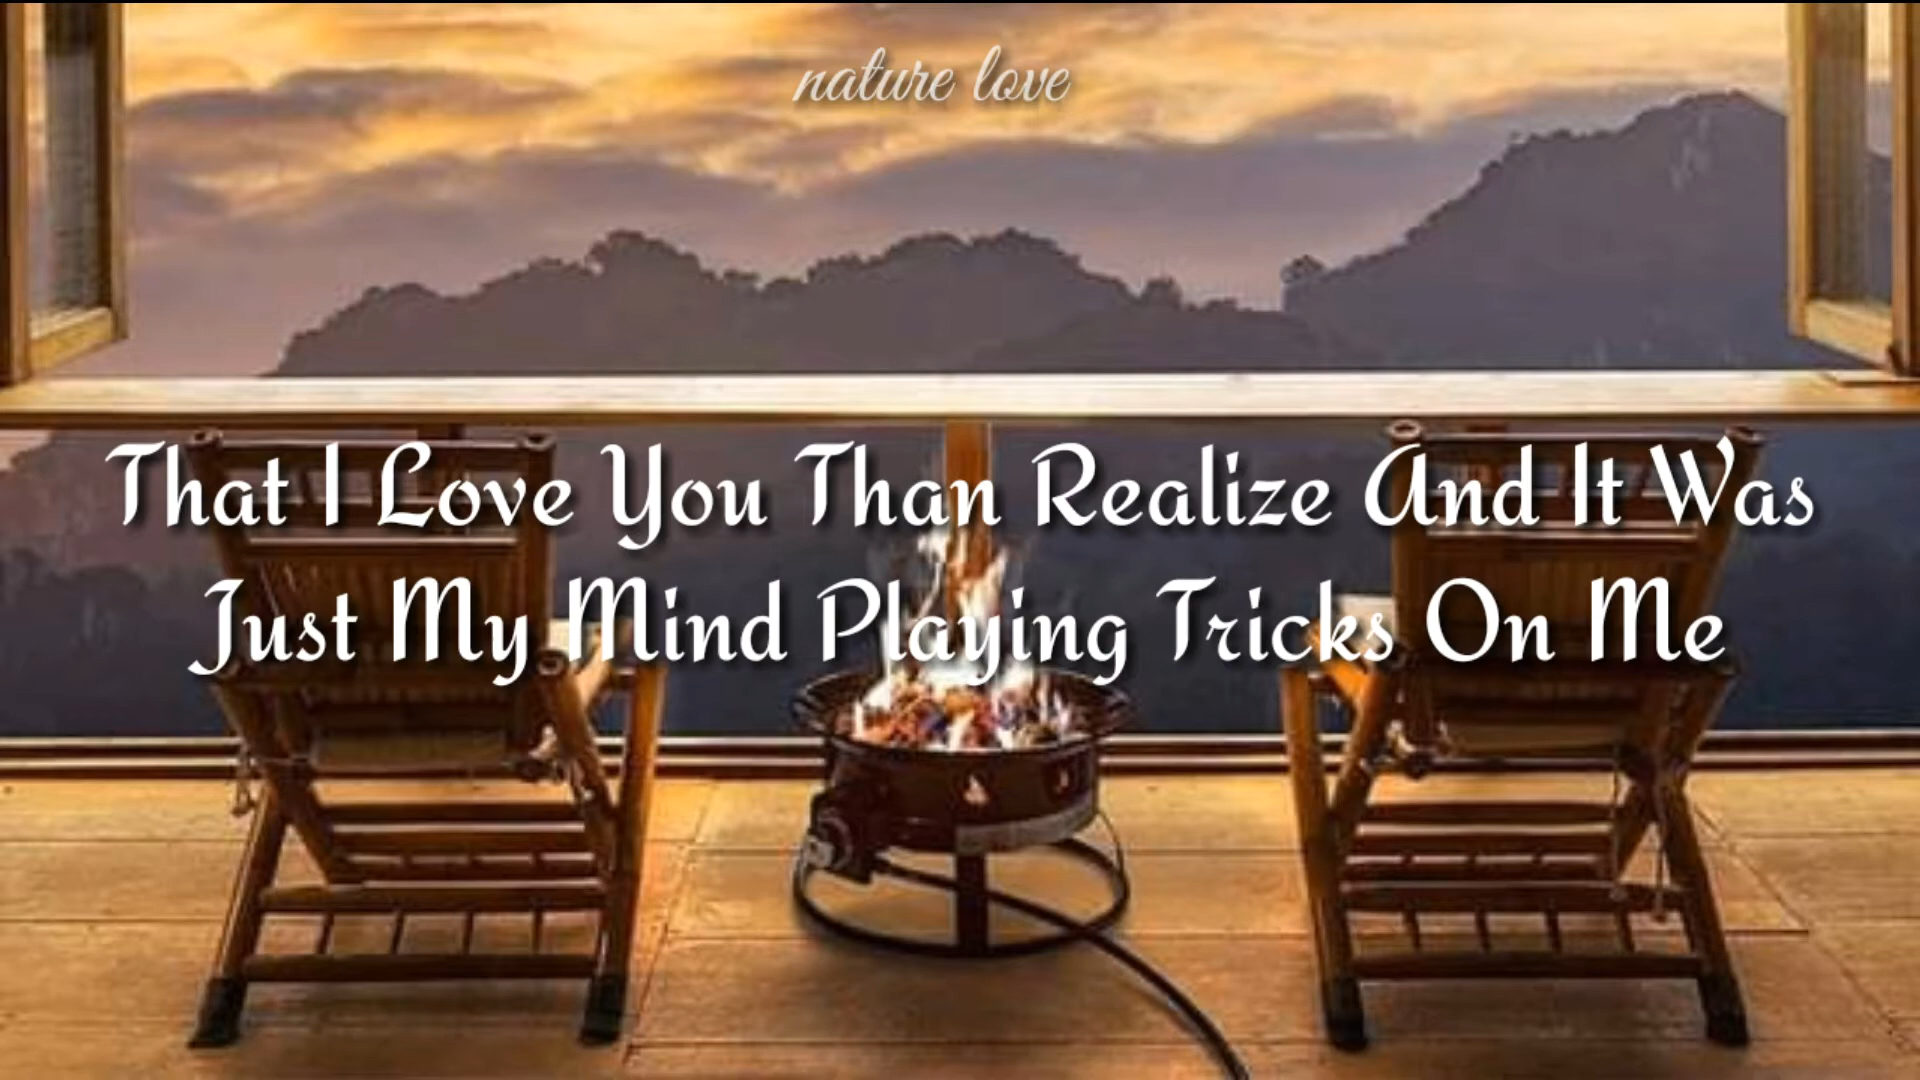 nature love
That I Love You Than Realize And It Was
Just My Mind Playing Tricks On Me